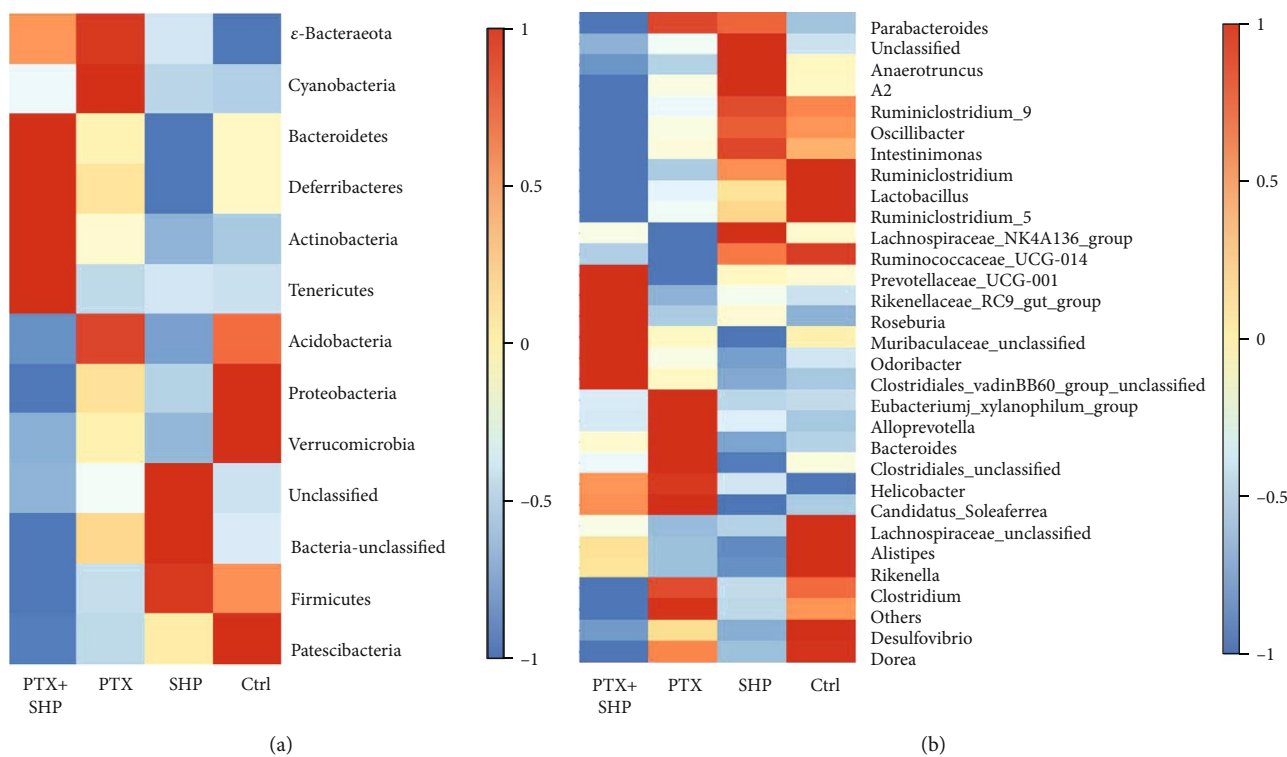 ε-Bacteraeota
Cyanobacteria
Bacteroidetes
Deferribacteres
Actinobacteria
Tenericutes
Acidobacteria
Proteobacteria
Verrucomicrobia
Unclassified
Bacteria-unclassified
Firmicutes
Patescibacteria
1
0.5
0
−0.5
−1
PTX+
SHP
PTX
SHP
Ctrl
(a)
Parabacteroides
Unclassified
Anaerotruncus
A2
Ruminiclostridium_9
Oscillibacter
Intestinimonas
Ruminiclostridium
Lactobacillus
Ruminiclostridium_5
Lachnospiraceae_NK4A136_group
Ruminococcaceae_UCG-014
Prevotellaceae_UCG-001
Rikenellaceae_RC9_gut_group
Roseburia
Muribaculaceae_unclassified
Odoribacter
Clostridiales_vadinBB60_group_unclassified
Eubacteriumj_xylanophilum_group
Alloprevotella
Bacteroides
Clostridiales_unclassified
Helicobacter
Candidatus_Soleaferrea
Lachnospiraceae_unclassified
Alistipes
Rikenella
Clostridium
Others
Desulfovibrio
Dorea
1
0.5
0
−0.5
−1
PTX+
SHP
PTX
SHP
Ctrl
(b)